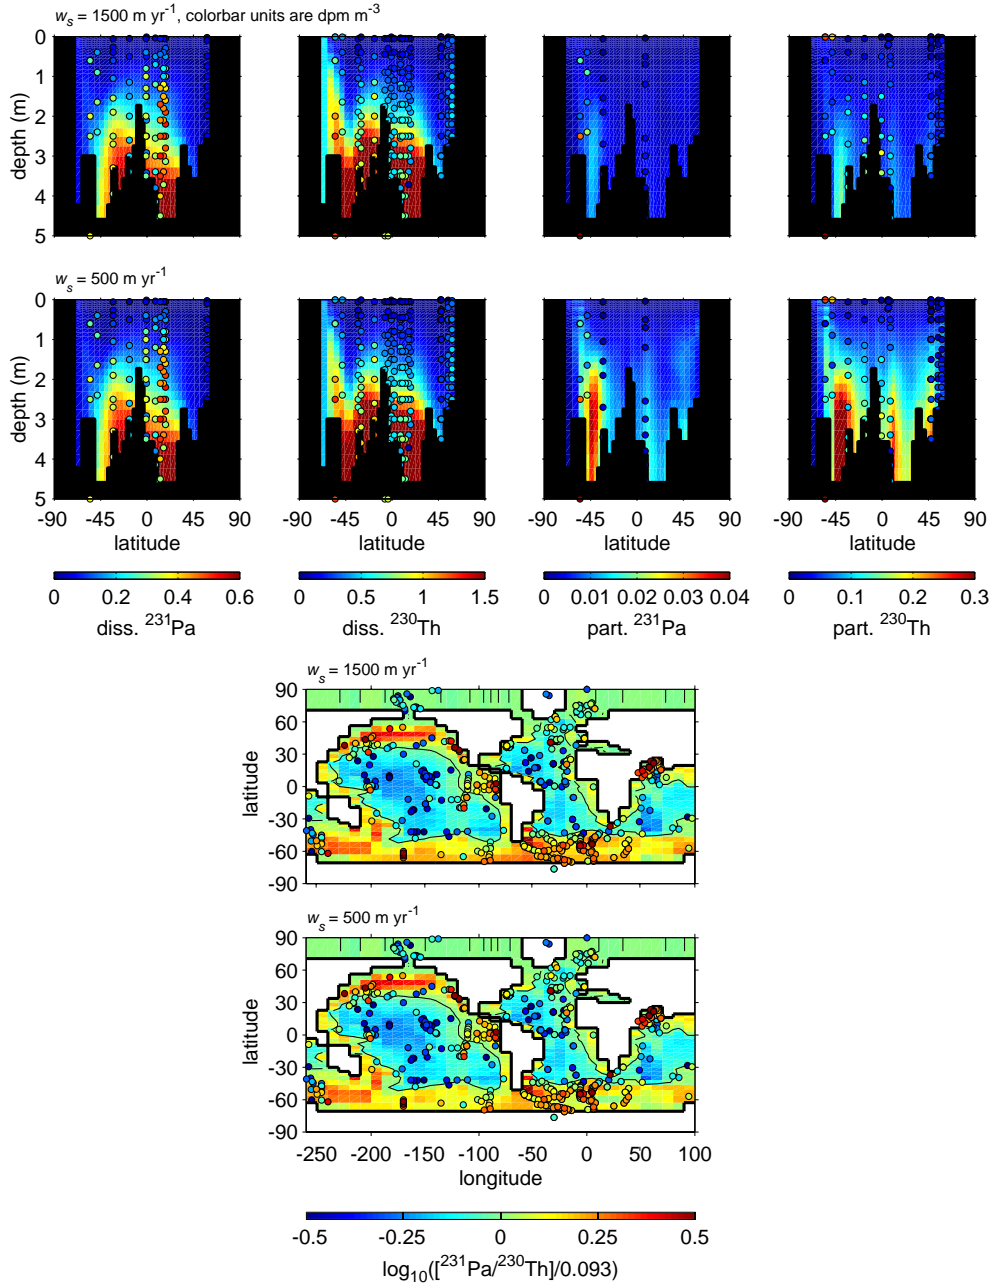 w_s = 1500 m yr^-1, colorbar units are dpm m^-3
0
1
2
3
4
5
depth (m)
w_s = 500 m yr^-1
0
1
2
3
4
5
depth (m)
-90 -45 0 45 90 -90 -45 0 45 90 -90 -45 0 45 90 -90 -45 0 45 90
latitude latitude latitude latitude
0 0.2 0.4 0.6 0 0.5 1 1.5 0 0.01 0.02 0.03 0.04 0 0.1 0.2 0.3
diss. ^231Pa diss. ^230Th part. ^231Pa part. ^230Th
w_s = 1500 m yr^-1
90
60
30
0
-30
-60
-90
latitude
w_s = 500 m yr^-1
90
60
30
0
-30
-60
-90
latitude
-250 -200 -150 -100 -50 0 50 100
longitude
-0.5 -0.25 0 0.25 0.5
log_10([^231Pa/^230Th]/0.093)